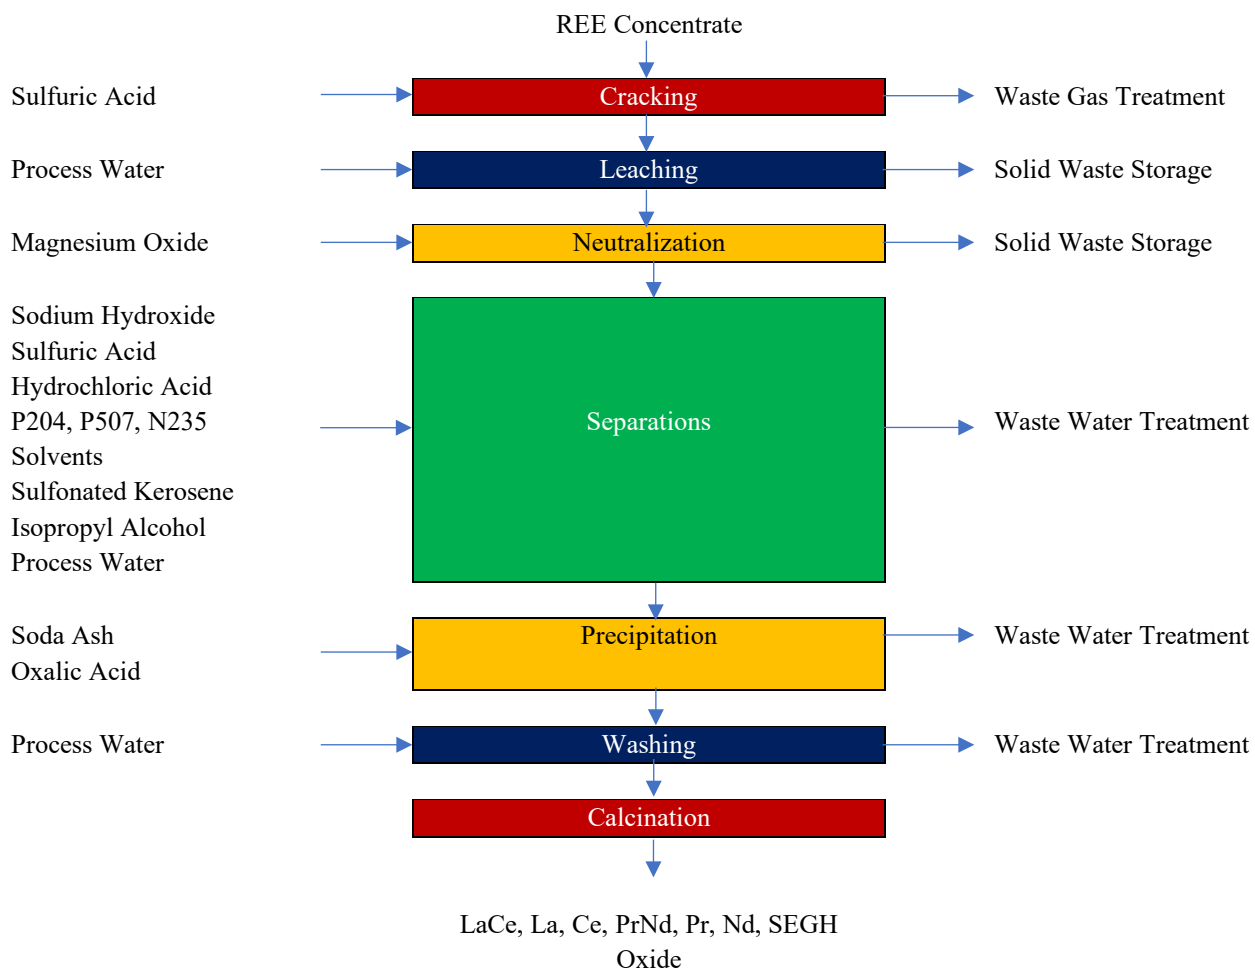 REE Concentrate
Sulfuric Acid
Cracking
Waste Gas Treatment
Process Water
Leaching
Solid Waste Storage
Magnesium Oxide
Neutralization
Solid Waste Storage
Sodium Hydroxide
Sulfuric Acid
Hydrochloric Acid
P204, P507, N235
Solvents
Sulfonated Kerosene
Isopropyl Alcohol
Process Water
Separations
Waste Water Treatment
Soda Ash
Oxalic Acid
Precipitation
Waste Water Treatment
Process Water
Washing
Waste Water Treatment
Calcination
LaCe, La, Ce, PrNd, Pr, Nd, SEGH
Oxide